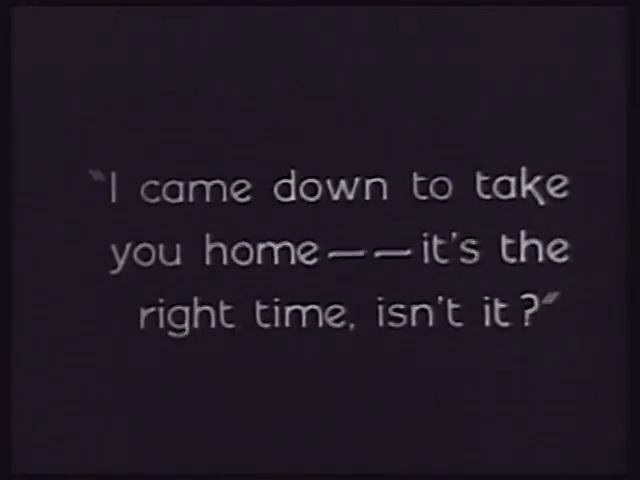 "I came down to take
you home——it's the
right time, isn't it?"